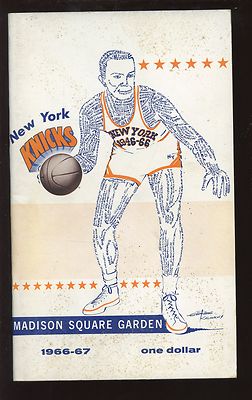 New York
KNICKS
NEW YORK
1946-66
MADISON SQUARE GARDEN
1966-67 one dollar